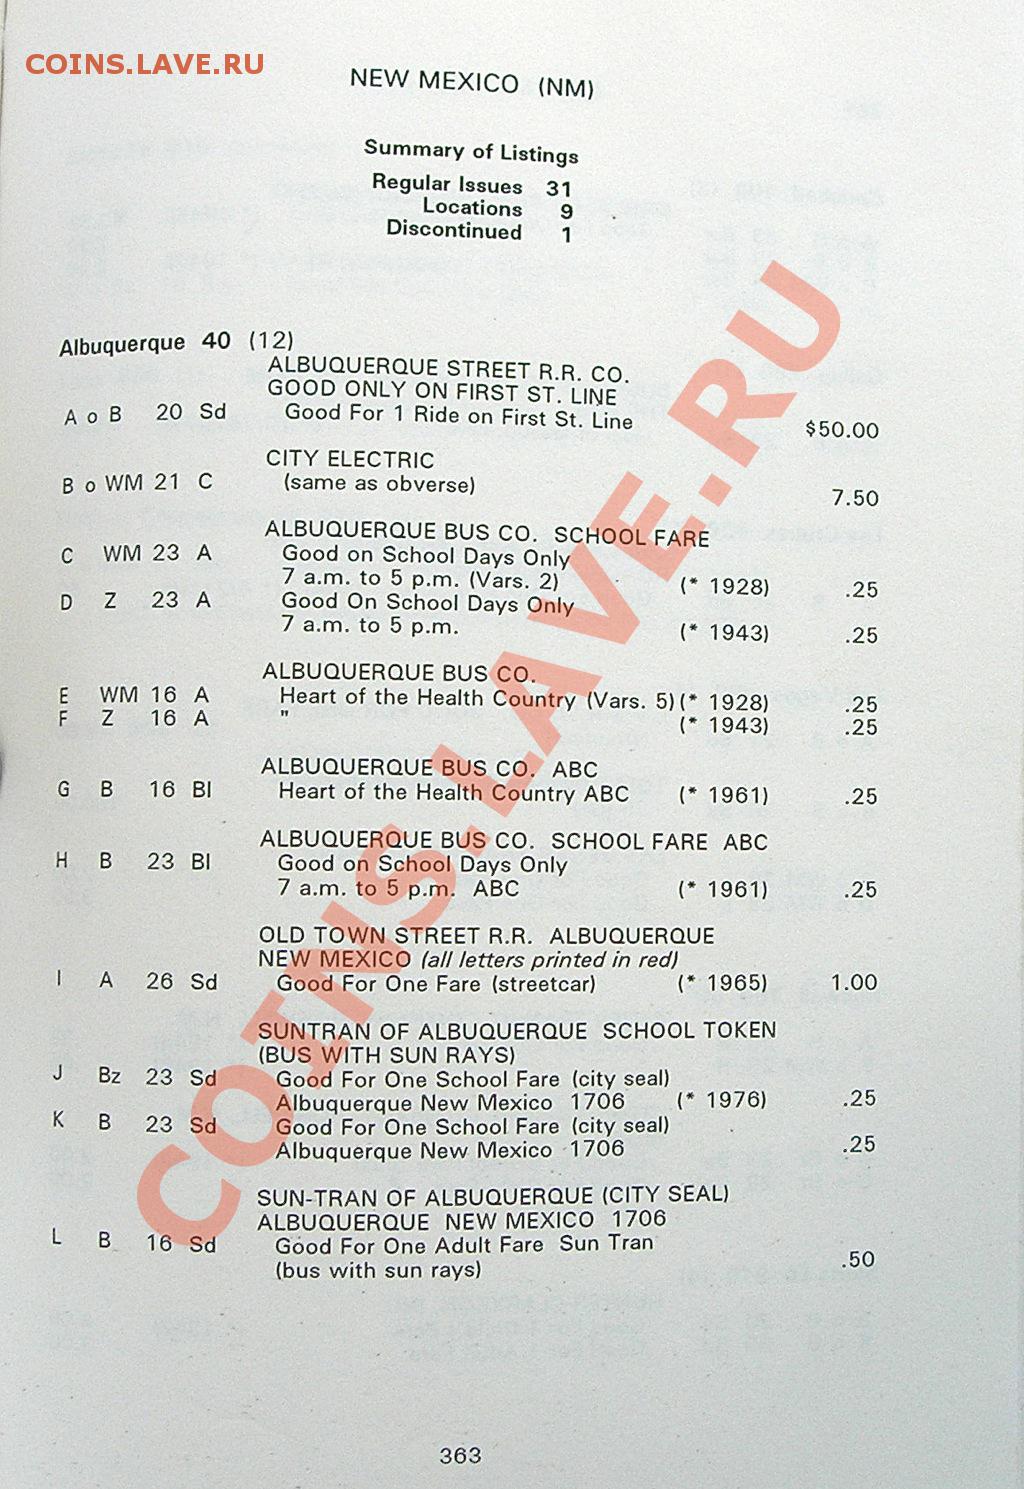 COINS.LAVE.RU
NEW MEXICO (NM)
Summary of Listings
Regular Issues 31
Locations 9
Discontinued 1
Albuquerque 40 (12)
ALBUQUERQUE STREET R.R. CO.
GOOD ONLY ON FIRST ST. LINE
A o B 20 Sd Good For 1 Ride on First St. Line $50.00
CITY ELECTRIC
B o WM 21 C (same as obverse) 7.50
ALBUQUERQUE BUS CO. SCHOOL FARE
C WM 23 A Good on School Days Only
7 a.m. to 5 p.m. (Vars. 2) (* 1928) .25
D Z 23 A Good On School Days Only
7 a.m. to 5 p.m. (* 1943) .25
ALBUQUERQUE BUS CO.
E WM 16 A Heart of the Health Country (Vars. 5) (* 1928) .25
F Z 16 A " (* 1943) .25
ALBUQUERQUE BUS CO. ABC
G B 16 Bl Heart of the Health Country ABC (* 1961) .25
ALBUQUERQUE BUS CO. SCHOOL FARE ABC
H B 23 Bl Good on School Days Only
7 a.m. to 5 p.m. ABC (* 1961) .25
OLD TOWN STREET R.R. ALBUQUERQUE
NEW MEXICO (all letters printed in red)
I A 26 Sd Good For One Fare (streetcar) (* 1965) 1.00
SUNTRAN OF ALBUQUERQUE SCHOOL TOKEN
(BUS WITH SUN RAYS)
J Bz 23 Sd Good For One School Fare (city seal)
Albuquerque New Mexico 1706 (* 1976) .25
K B 23 Sd Good For One School Fare (city seal)
Albuquerque New Mexico 1706 .25
SUN-TRAN OF ALBUQUERQUE (CITY SEAL)
ALBUQUERQUE NEW MEXICO 1706
L B 16 Sd Good For One Adult Fare Sun Tran
(bus with sun rays) .50
363
COINS.LAVE.RU